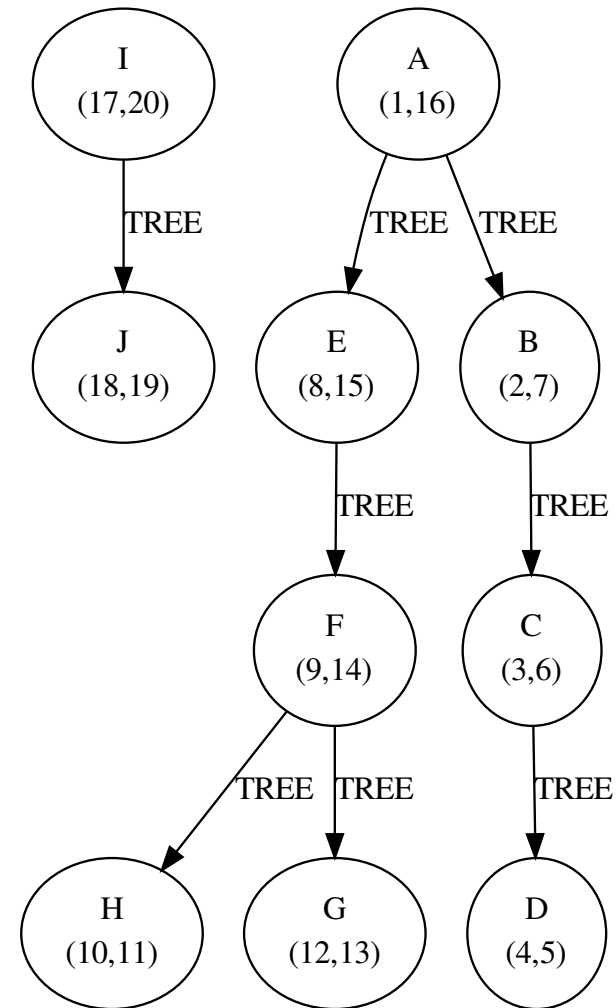 I
(17,20)
A
(1,16)
TREE
TREE
TREE
J
(18,19)
E
(8,15)
B
(2,7)
TREE
TREE
F
(9,14)
C
(3,6)
TREE
TREE
TREE
H
(10,11)
G
(12,13)
D
(4,5)